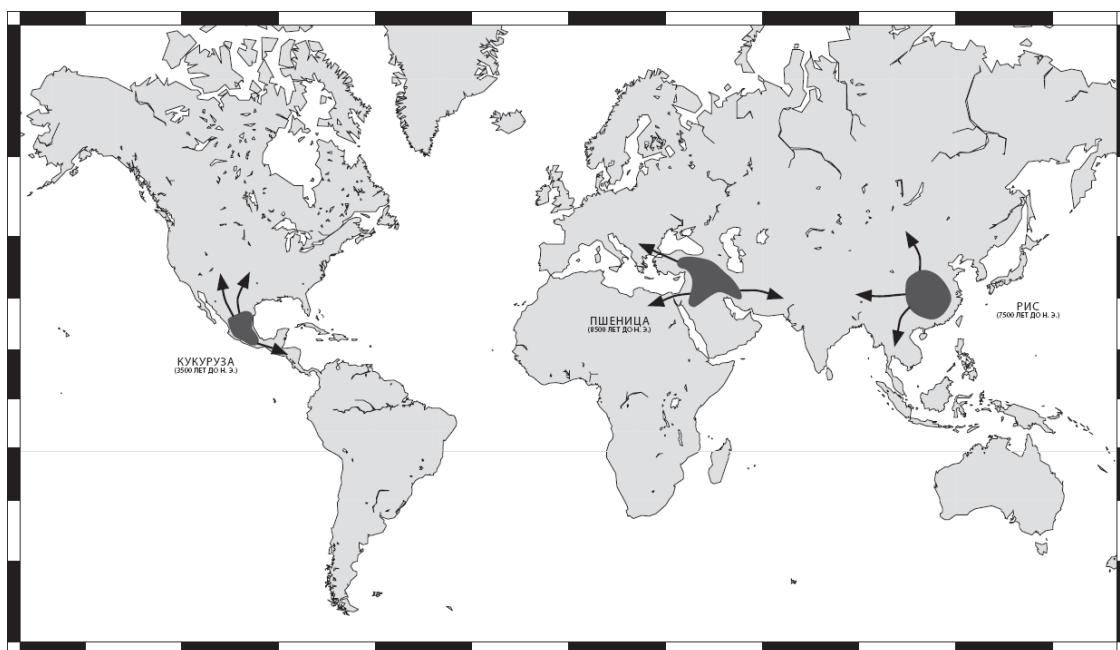 КУКУРУЗА
(3500 ЛЕТ ДО Н. Э.)
ПШЕНИЦА
(8500 ЛЕТ ДО Н. Э.)
РИС
(7500 ЛЕТ ДО Н. Э.)